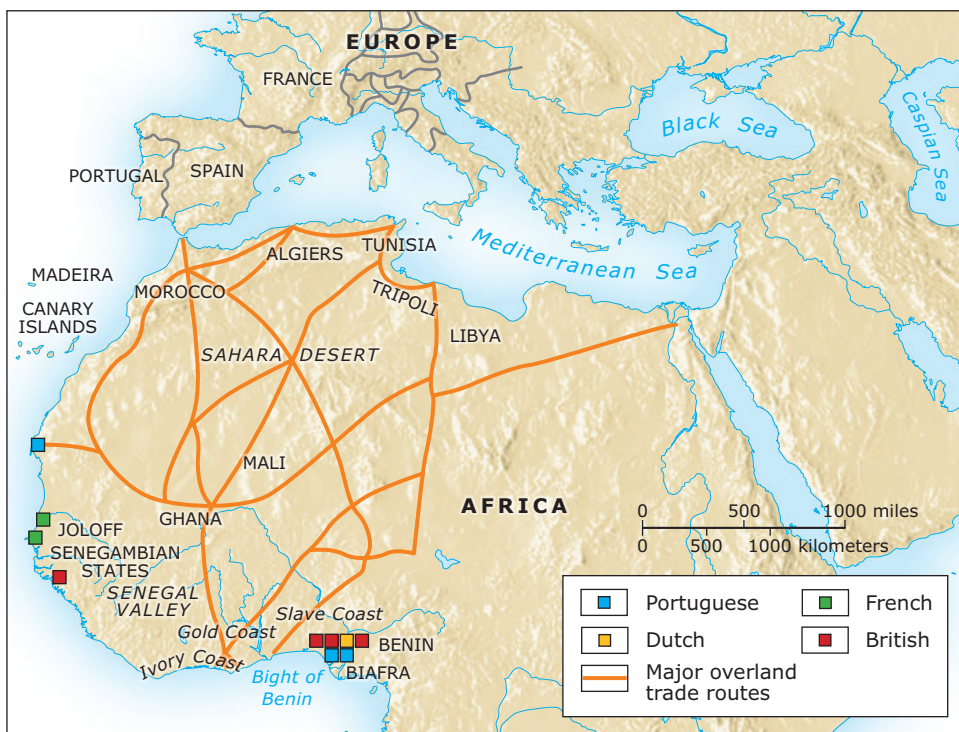 EUROPE
FRANCE
Black Sea
Caspian Sea
PORTUGAL
SPAIN
Mediterranean Sea
ALGIERS
TUNISIA
MADEIRA
MOROCCO
TRIPOLI
CANARY
ISLANDS
LIBYA
SAHARA DESERT
MALI
AFRICA
GHANA
JOLOFF
SENEGAMBIAN
STATES
SENEGAL
VALLEY
Slave Coast
Gold Coast
Ivory Coast
BENIN
BIAFRA
Bight of
Benin
0 500 1000 miles
0 500 1000 kilometers
Portuguese
French
Dutch
British
Major overland
trade routes